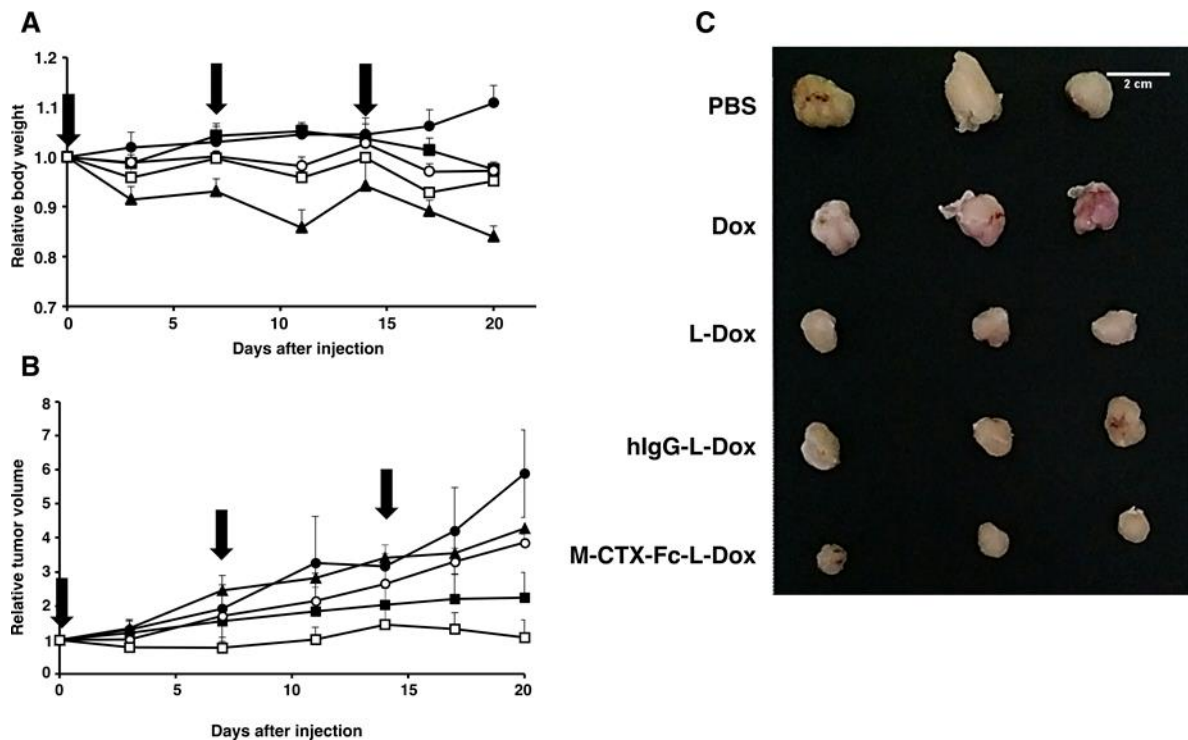 A
1.2
1.1
1.0
0.9
0.8
0.7
Relative body weight
0 5 10 15 20
Days after injection
B
8
7
6
5
4
3
2
1
0
Relative tumor volume
0 5 10 15 20
Days after injection
C
2 cm
PBS
Dox
L-Dox
hIgG-L-Dox
M-CTX-Fc-L-Dox